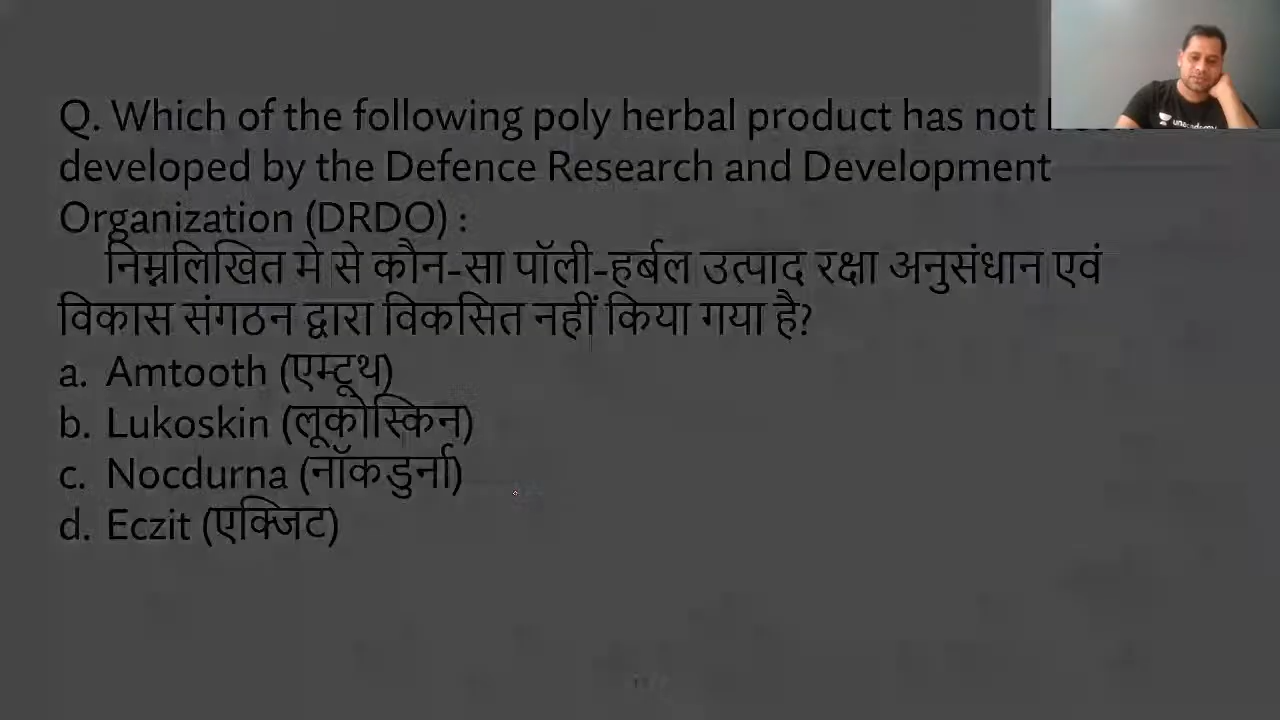 Q. Which of the following poly herbal product has not
developed by the Defence Research and Development
Organization (DRDO) :
निम्नलिखित मे से कौन-सा पॉली-हर्बल उत्पाद रक्षा अनुसंधान एवं
विकास संगठन द्वारा विकसित नहीं किया गया है?
a. Amtooth (एम्टूथ)
b. Lukoskin (लूकोस्किन)
c. Nocdurna (नॉकडुर्ना)
d. Eczit (एक्जिट)